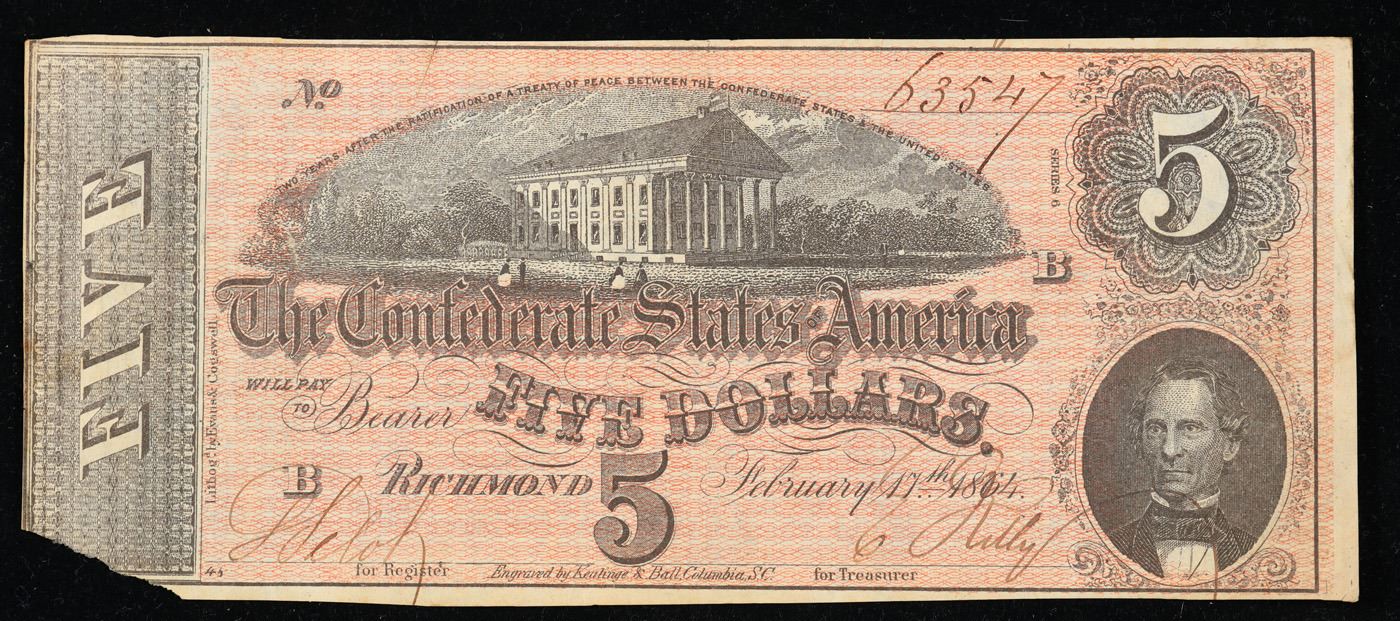 No
63547
TWO YEARS AFTER THE RATIFICATION OF A TREATY OF PEACE BETWEEN THE CONFEDERATE STATES & THE UNITED STATES
SERIES 6
5
B
FIVE
The Confederate States of America
WILL PAY
TO Bearer
FIVE DOLLARS.
Lithog'd by Evans & Cogswell
B RICHMOND 5 February 17th 1864.
45
for Register
Engraved by Keatinge & Ball, Columbia, S.C.
for Treasurer